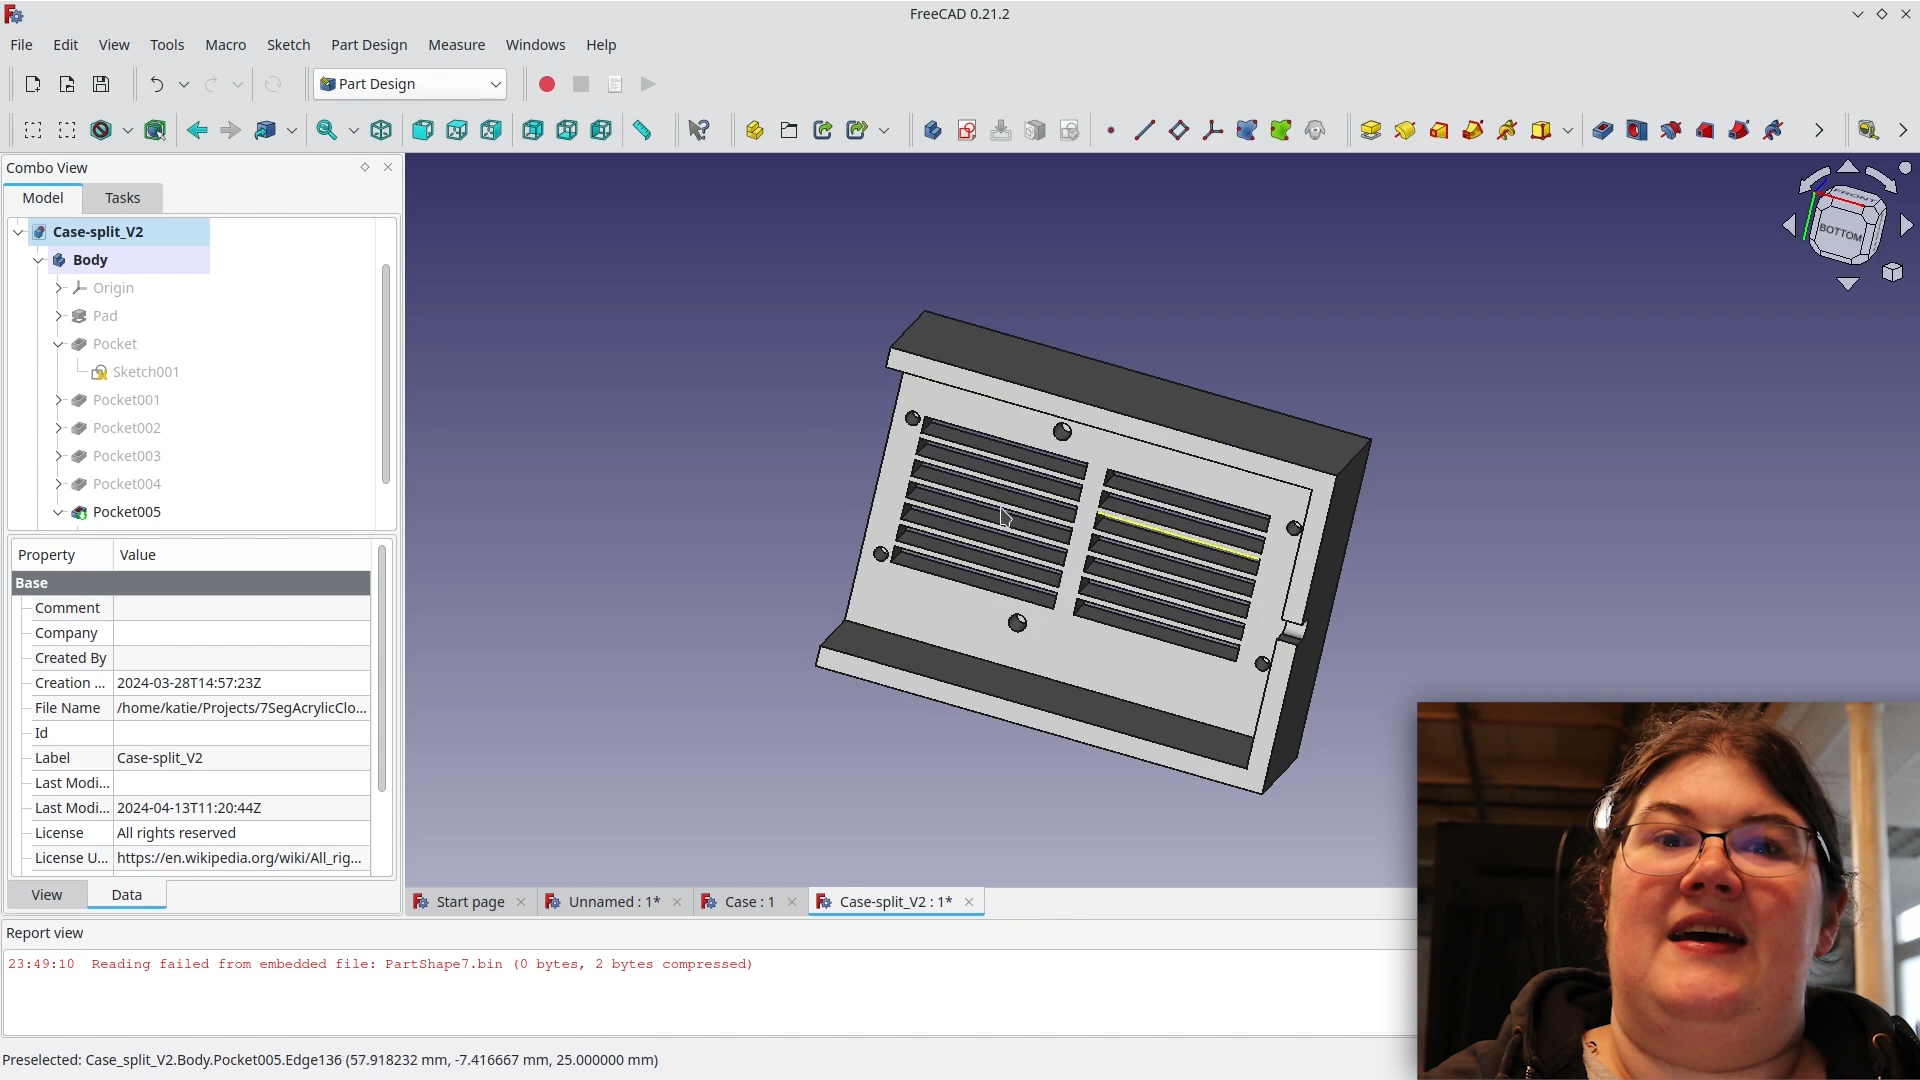 FreeCAD 0.21.2
File Edit View Tools Macro Sketch Part Design Measure Windows Help
Part Design
Combo View
Model Tasks
Case-split_V2
Body
Origin
Pad
Pocket
Sketch001
Pocket001
Pocket002
Pocket003
Pocket004
Pocket005
Property Value
Base
Comment
Company
Created By
Creation ... 2024-03-28T14:57:23Z
File Name /home/katie/Projects/7SegAcrylicClo...
Id
Label Case-split_V2
Last Modi...
Last Modi... 2024-04-13T11:20:44Z
License All rights reserved
License U... https://en.wikipedia.org/wiki/All_rig...
View Data
FRONT
BOTTOM
Start page Unnamed : 1* Case : 1 Case-split_V2 : 1*
Report view
23:49:10 Reading failed from embedded file: PartShape7.bin (0 bytes, 2 bytes compressed)
Preselected: Case_split_V2.Body.Pocket005.Edge136 (57.918232 mm, -7.416667 mm, 25.000000 mm)